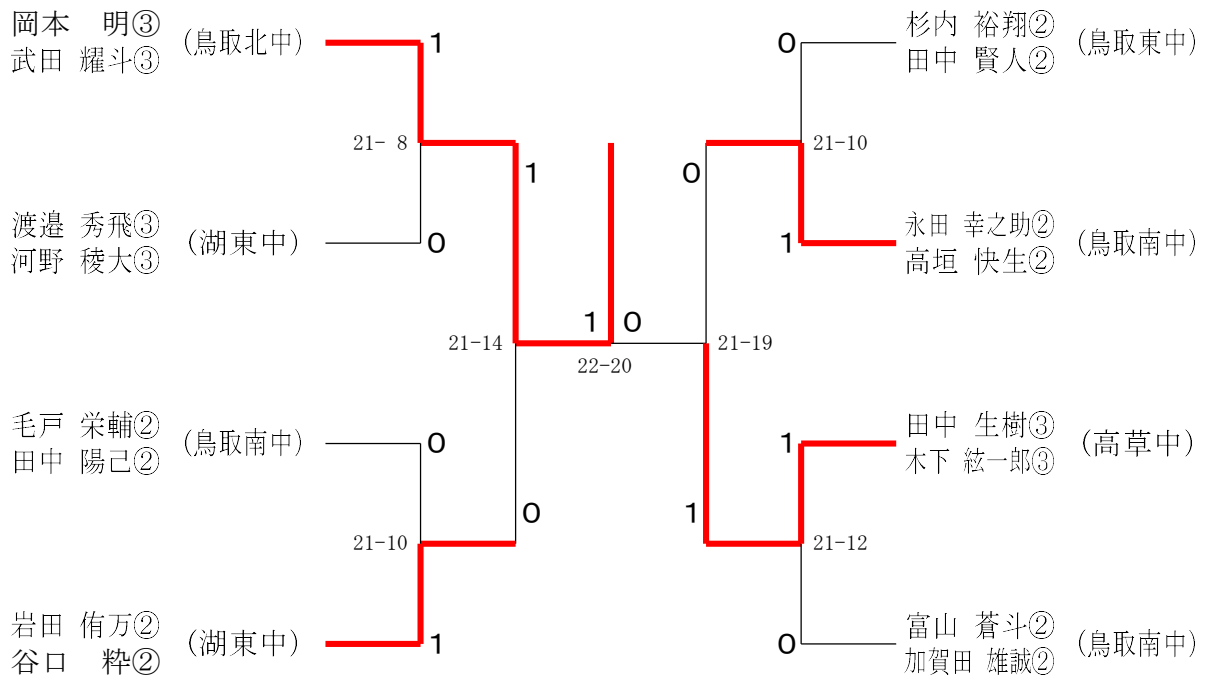 岡本　明③
武田 耀斗③
(鳥取北中)
1
21- 8
渡邉 秀飛③
河野 稜大③
(湖東中)
0
1
21-14
毛戸 栄輔②
田中 陽己②
(鳥取南中)
0
21-10
0
岩田 侑万②
谷口　粋②
(湖東中)
1
1 0
22-20
0
杉内 裕翔②
田中 賢人②
(鳥取東中)
21-10
0
1
永田 幸之助②
高垣 快生②
(鳥取南中)
21-19
1
田中 生樹③
木下 絃一郎③
(高草中)
1
21-12
0
富山 蒼斗②
加賀田 雄誠②
(鳥取南中)